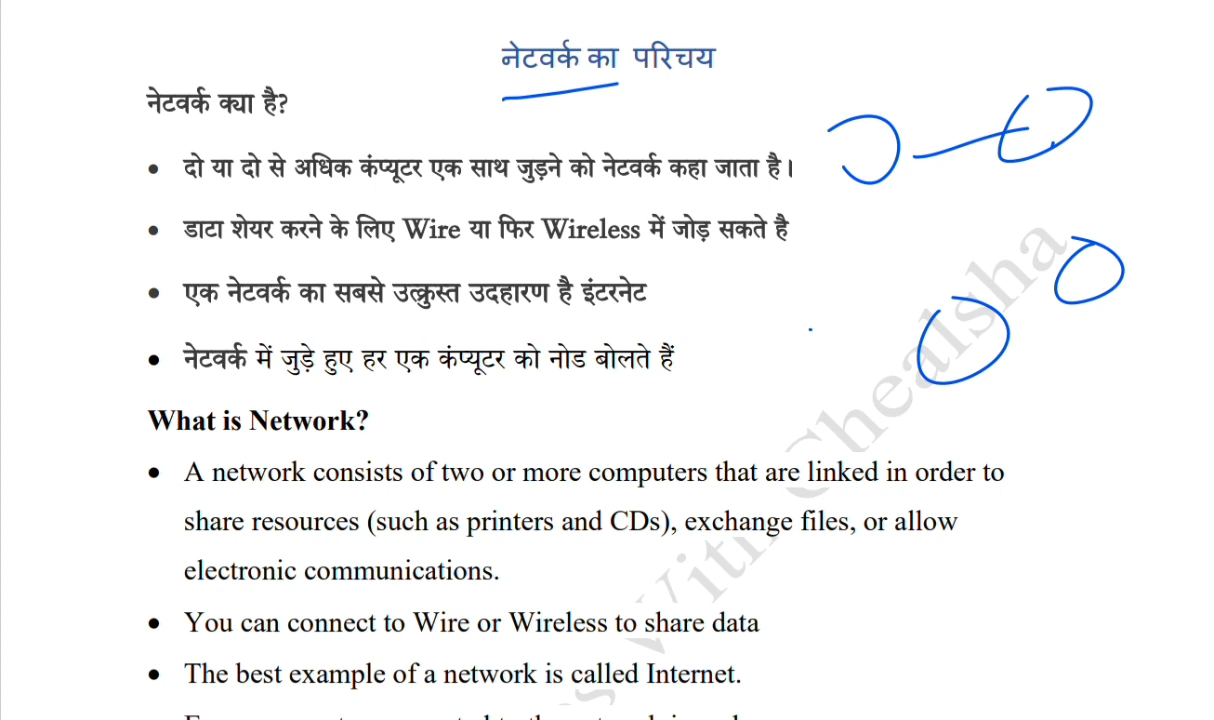 नेटवर्क का परिचय
नेटवर्क क्या है?
• दो या दो से अधिक कंप्यूटर एक साथ जुड़ने को नेटवर्क कहा जाता है।
• डाटा शेयर करने के लिए Wire या फिर Wireless में जोड़ सकते है
• एक नेटवर्क का सबसे उत्क्रुस्त उदहारण है इंटरनेट
• नेटवर्क में जुड़े हुए हर एक कंप्यूटर को नोड बोलते हैं
What is Network?
• A network consists of two or more computers that are linked in order to
share resources (such as printers and CDs), exchange files, or allow
electronic communications.
• You can connect to Wire or Wireless to share data
• The best example of a network is called Internet.